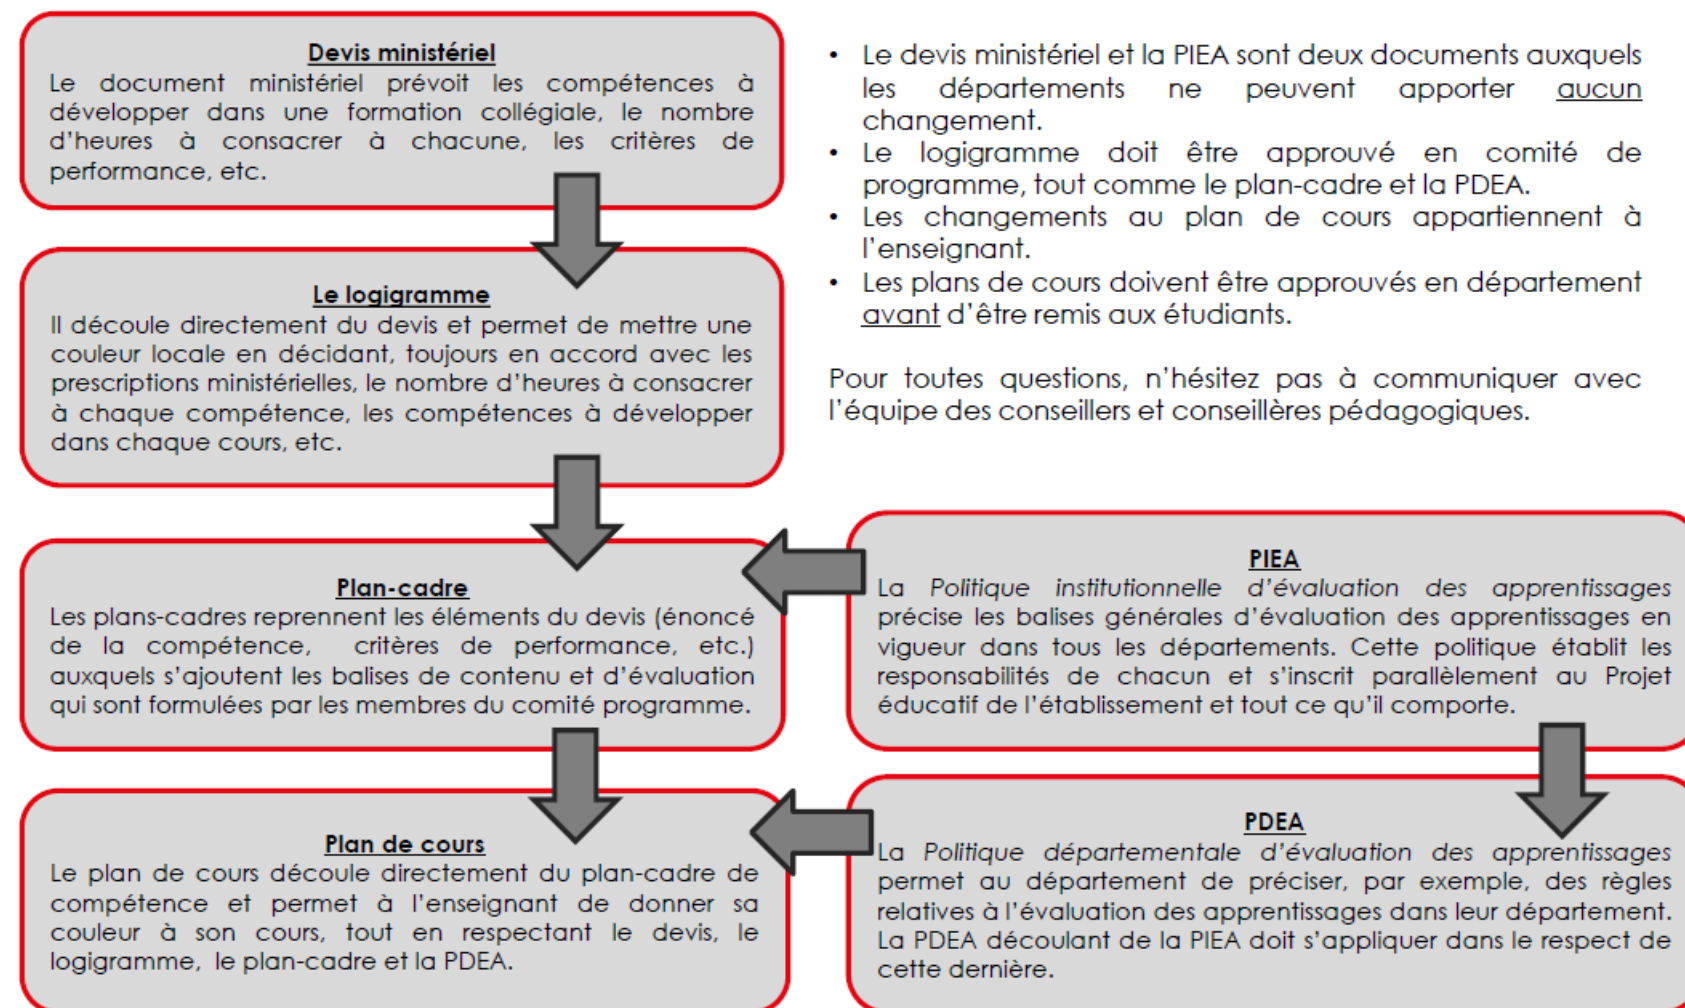 Devis ministériel
Le document ministériel prévoit les compétences à
développer dans une formation collégiale, le nombre
d'heures à consacrer à chacune, les critères de
performance, etc.
Le logigramme
Il découle directement du devis et permet de mettre une
couleur locale en décidant, toujours en accord avec les
prescriptions ministérielles, le nombre d'heures à consacrer
à chaque compétence, les compétences à développer
dans chaque cours, etc.
Plan-cadre
Les plans-cadres reprennent les éléments du devis (énoncé
de la compétence, critères de performance, etc.)
auxquels s'ajoutent les balises de contenu et d'évaluation
qui sont formulées par les membres du comité programme.
Plan de cours
Le plan de cours découle directement du plan-cadre de
compétence et permet à l'enseignant de donner sa
couleur à son cours, tout en respectant le devis, le
logigramme, le plan-cadre et la PDEA.
• Le devis ministériel et la PIEA sont deux documents auxquels
les départements ne peuvent apporter aucun
changement.
• Le logigramme doit être approuvé en comité de
programme, tout comme le plan-cadre et la PDEA.
• Les changements au plan de cours appartiennent à
l'enseignant.
• Les plans de cours doivent être approuvés en département
avant d'être remis aux étudiants.
Pour toutes questions, n'hésitez pas à communiquer avec
l'équipe des conseillers et conseillères pédagogiques.
PIEA
La Politique institutionnelle d'évaluation des apprentissages
précise les balises générales d'évaluation des apprentissages en
vigueur dans tous les départements. Cette politique établit les
responsabilités de chacun et s'inscrit parallèlement au Projet
éducatif de l'établissement et tout ce qu'il comporte.
PDEA
La Politique départementale d'évaluation des apprentissages
permet au département de préciser, par exemple, des règles
relatives à l'évaluation des apprentissages dans leur département.
La PDEA découlant de la PIEA doit s'appliquer dans le respect de
cette dernière.